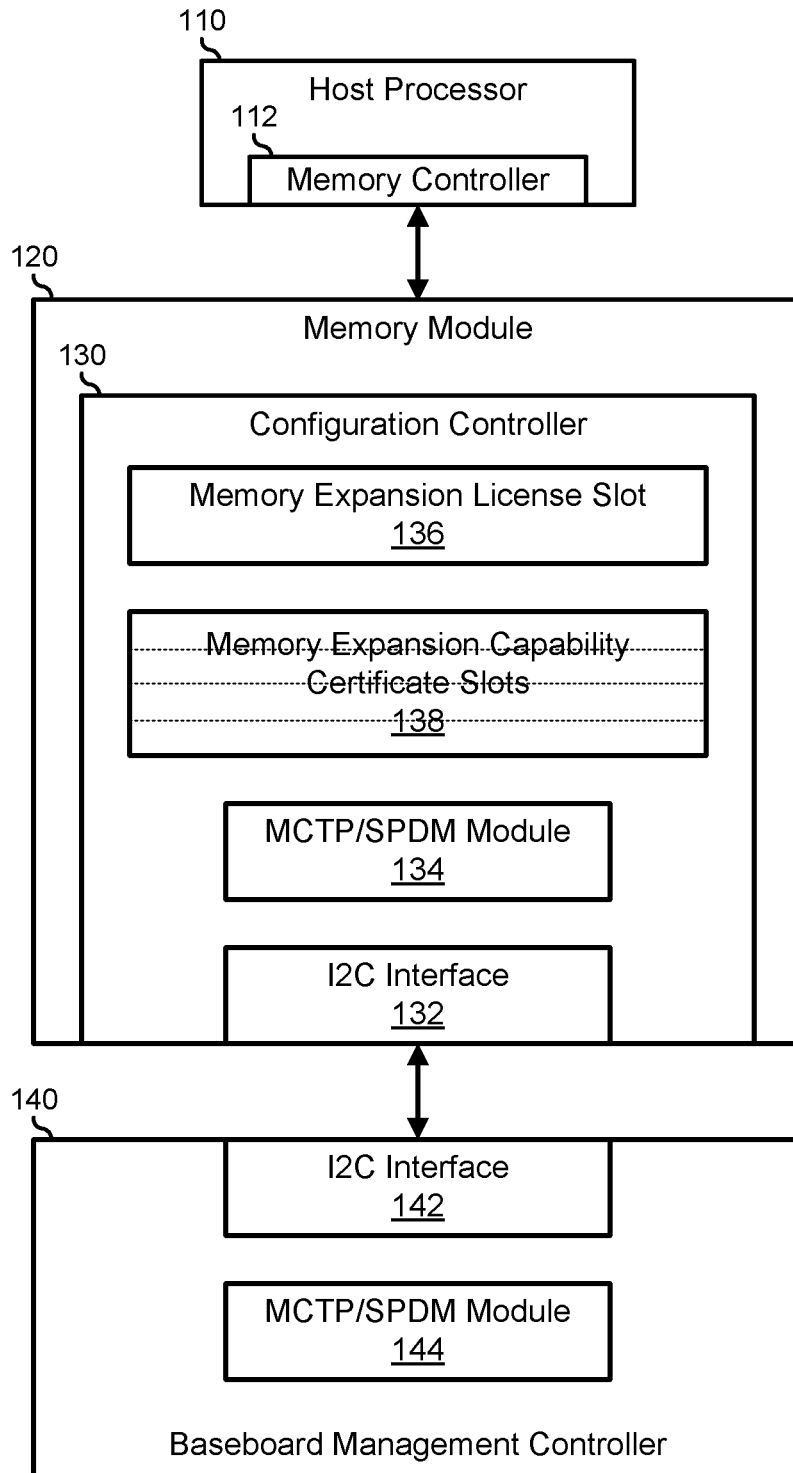 110
Host Processor
112
Memory Controller
120
Memory Module
130
Configuration Controller
Memory Expansion License Slot
136
Memory Expansion Capability
Certificate Slots
138
MCTP/SPDM Module
134
I2C Interface
132
140
I2C Interface
142
MCTP/SPDM Module
144
Baseboard Management Controller